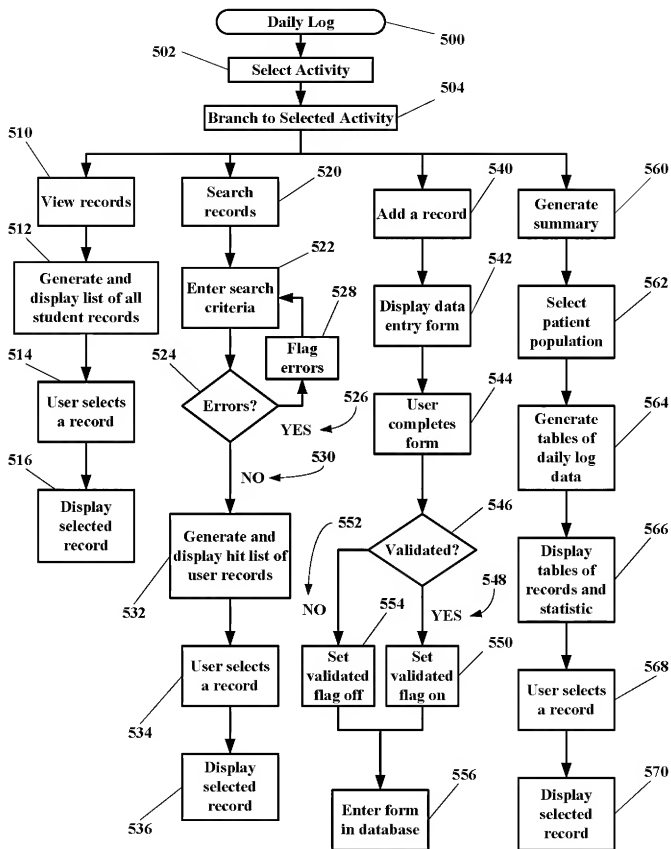 Daily Log
500
502
Select Activity
504
Branch to Selected Activity
510
View records
512
Generate and
display list of all
student records
514
User selects
a record
516
Display
selected
record
520
Search
records
522
Enter search
criteria
528
Flag
errors
524
Errors?
YES
526
NO
530
Generate and
display hit list of
user records
532
User selects
a record
534
Display
selected
record
536
540
Add a record
542
Display data
entry form
544
User
completes
form
546
Validated?
552
NO
548
YES
554
Set
validated
flag off
550
Set
validated
flag on
556
Enter form
in database
560
Generate
summary
562
Select
patient
population
564
Generate
tables of
daily log
data
566
Display
tables of
records and
statistic
568
User selects
a record
570
Display
selected
record